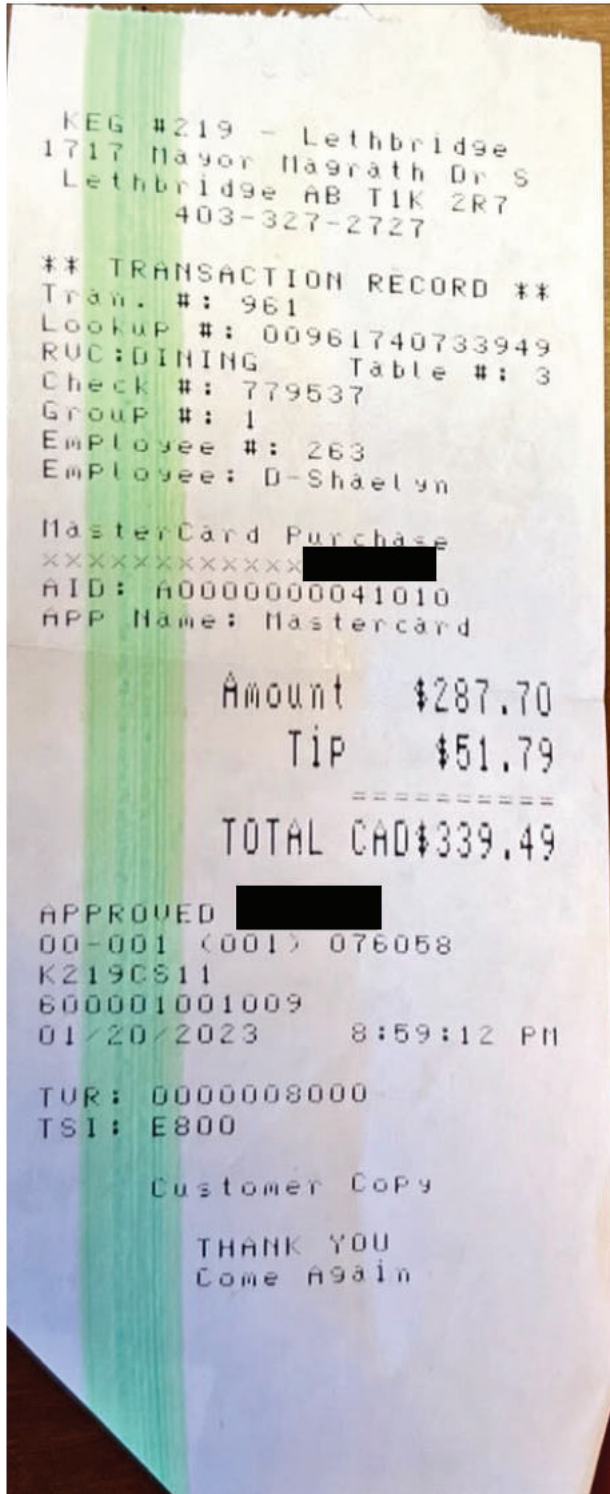 KEG #219 - Lethbridge
1717 Mayor Magrath Dr S
Lethbridge AB T1K 2R7
403-327-2727
** TRANSACTION RECORD **
Tran. #: 961
Lookup #: 00961740733949
RVC:DINING Table #: 3
Check #: 779537
Group #: 1
Employee #: 263
Employee: D-Shaelyn
MasterCard Purchase
XXXXXXXXXXXX
AID: A0000000041010
APP Name: Mastercard
Amount $287.70
Tip $51.79
==========
TOTAL CAD$339.49
APPROVED
00-001 (001) 076058
K219CS11
600001001009
01/20/2023 8:59:12 PM
TVR: 0000008000
TSI: E800
Customer Copy
THANK YOU
Come Again